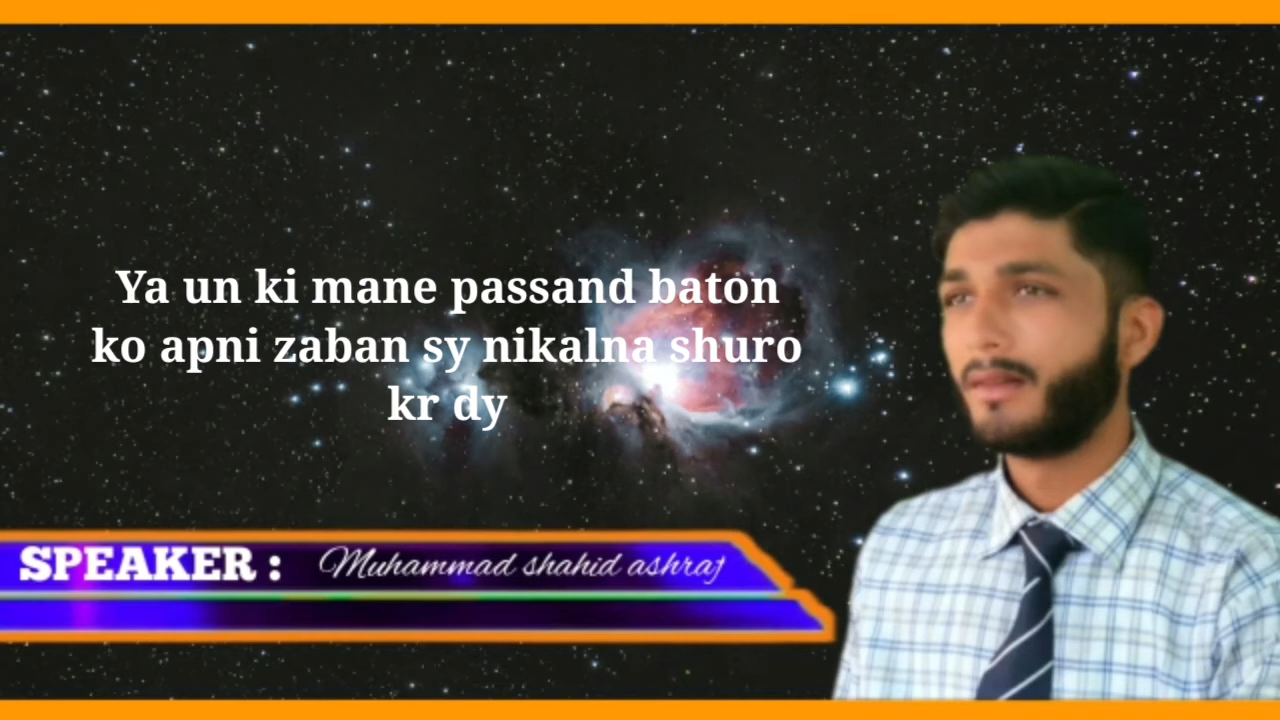 Ya un ki mane passand baton
ko apni zaban sy nikalna shuro
kr dy
SPEAKER : Muhammad shahid ashraf